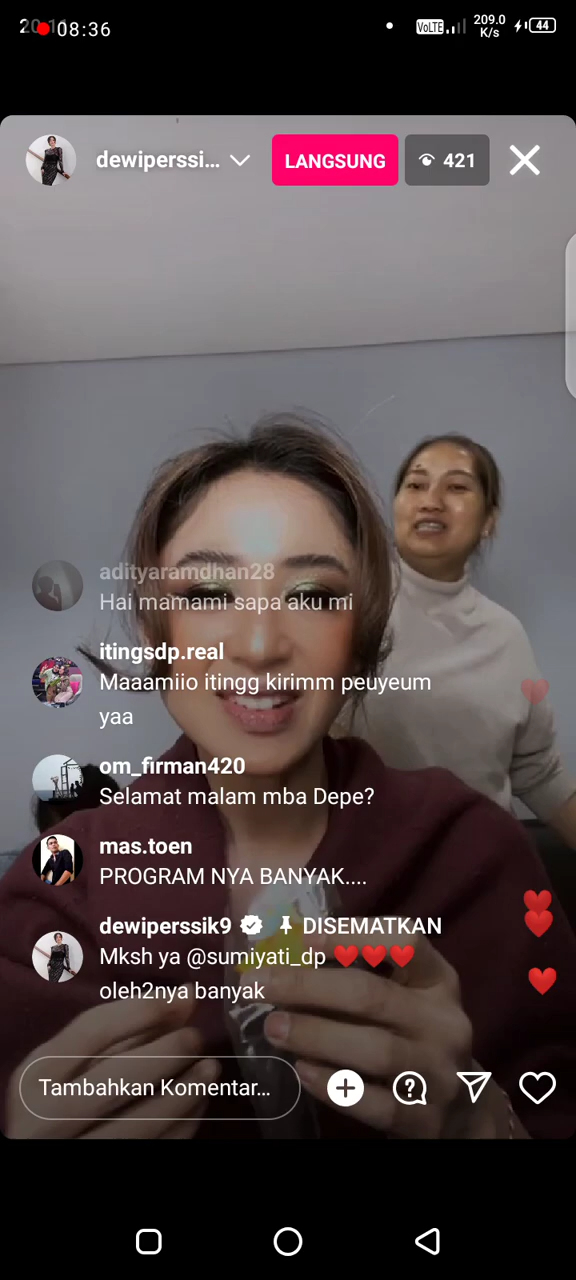 08:36
VoLTE
209.0
K/s
44
dewiperssi...
LANGSUNG
421
adityaramdhan28
Hai mamami sapa aku mi
itingsdp.real
Maaamiio itingg kirimm peuyeum
yaa
om_firman420
Selamat malam mba Depe?
mas.toen
PROGRAM NYA BANYAK....
dewiperssik9 DISEMATKAN
Mksh ya @sumiyati_dp ❤️❤️❤️
oleh2nya banyak
Tambahkan Komentar...